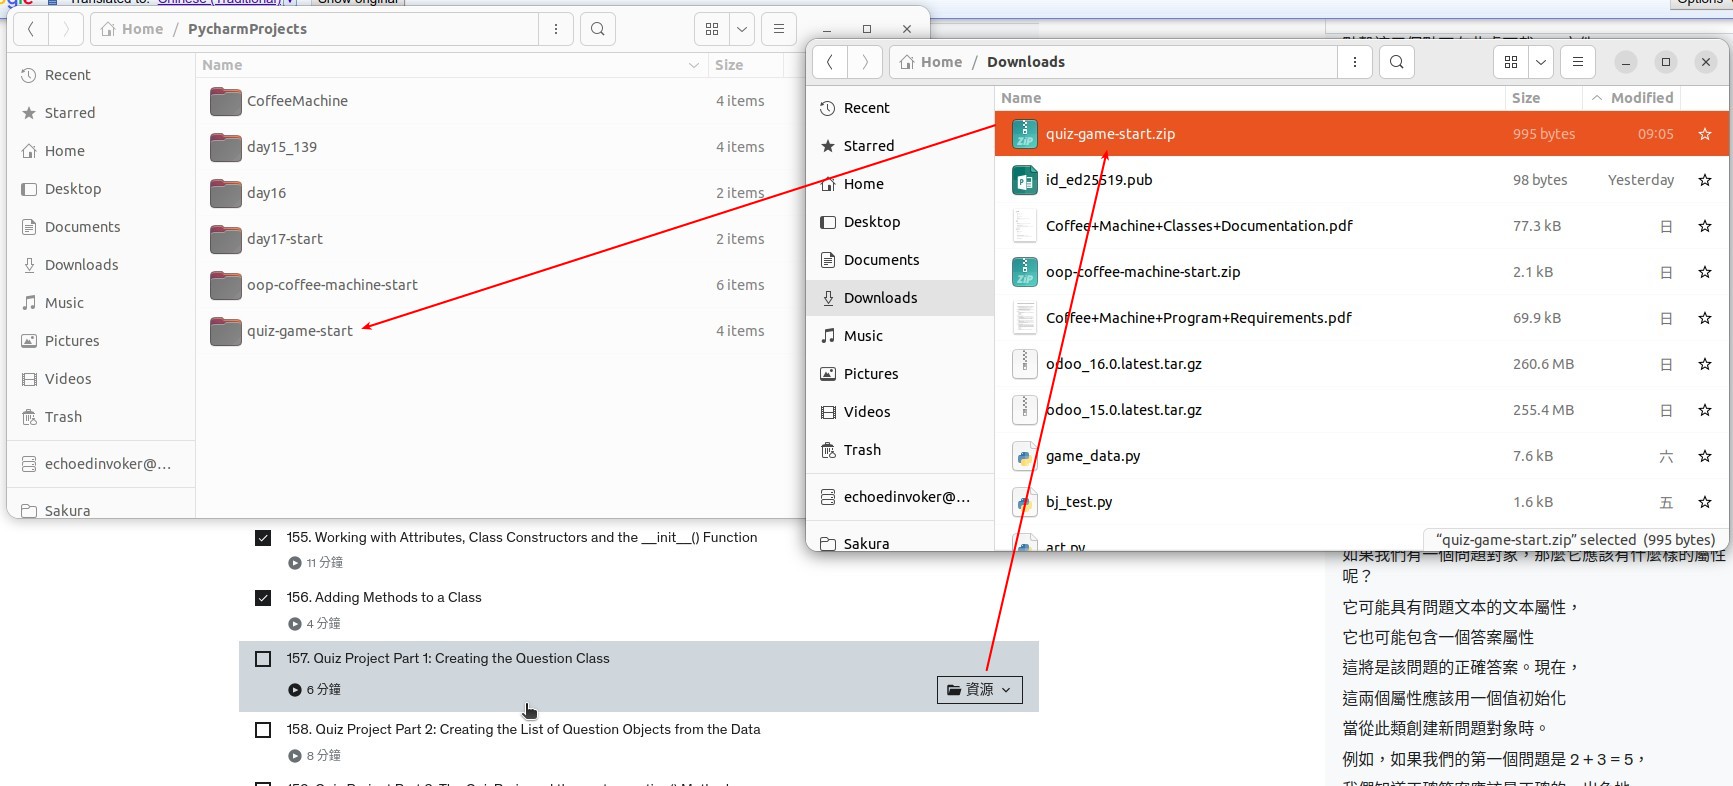 Translated to: Chinese (Traditional)
Show original
Options
Home / PycharmProjects
Name
Size
Recent
Starred
Home
Desktop
Documents
Downloads
Music
Pictures
Videos
Trash
echoedinvoker@...
Sakura
CoffeeMachine 4 items
day15_139 4 items
day16 2 items
day17-start 2 items
oop-coffee-machine-start 6 items
quiz-game-start 4 items
Home / Downloads
Name
Size
Modified
Recent
Starred
Home
Desktop
Documents
Downloads
Music
Pictures
Videos
Trash
echoedinvoker@...
Sakura
quiz-game-start.zip 995 bytes 09:05
id_ed25519.pub 98 bytes Yesterday
Coffee+Machine+Classes+Documentation.pdf 77.3 kB 日
oop-coffee-machine-start.zip 2.1 kB 日
Coffee+Machine+Program+Requirements.pdf 69.9 kB 日
odoo_16.0.latest.tar.gz 260.6 MB 日
odoo_15.0.latest.tar.gz 255.4 MB 日
game_data.py 7.6 kB 六
bj_test.py 1.6 kB 五
art.py
“quiz-game-start.zip” selected (995 bytes)
155. Working with Attributes, Class Constructors and the __init__() Function
11 分鐘
156. Adding Methods to a Class
4 分鐘
157. Quiz Project Part 1: Creating the Question Class
6 分鐘
資源
158. Quiz Project Part 2: Creating the List of Question Objects from the Data
8 分鐘
如果我們有一個問題對象，那麼它應該有什麼樣的屬性
呢？
它可能具有問題文本的文本屬性，
它也可能包含一個答案屬性
這將是該問題的正確答案。現在，
這兩個屬性應該用一個值初始化
當從此類創建新問題對象時。
例如，如果我們的第一個問題是 2 + 3 = 5，